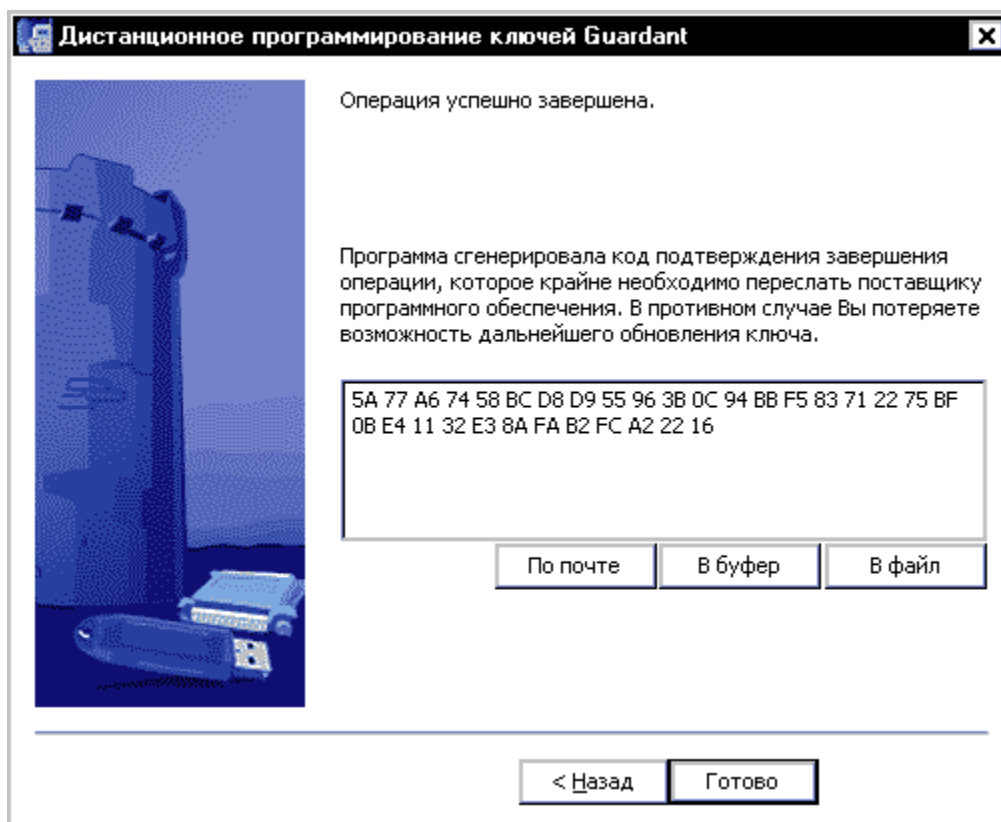 Дистанционное программирование ключей Guardant
Операция успешно завершена.
Программа сгенерировала код подтверждения завершения
операции, которое крайне необходимо переслать поставщику
программного обеспечения. В противном случае Вы потеряете
возможность дальнейшего обновления ключа.
5A 77 A6 74 58 BC D8 D9 55 96 3B 0C 94 BB F5 83 71 22 75 BF
0B E4 11 32 E3 8A FA B2 FC A2 22 16
По почте В буфер В файл
< Назад Готово